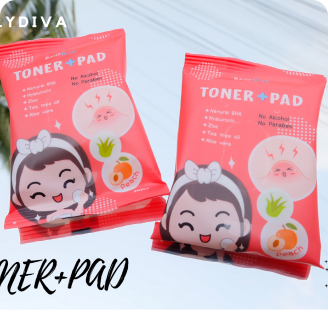 LYDIVA
TONER+PAD
Natural BHA
Hyaluronic
Zinc
Tea tree oil
Aloe vera
No Alcohol
No Paraben
Peach
TONER+PAD
Natural BHA
Hyaluronic
Zinc
Tea tree oil
Aloe vera
No Alcohol
No Paraben
Peach
NER+PAD